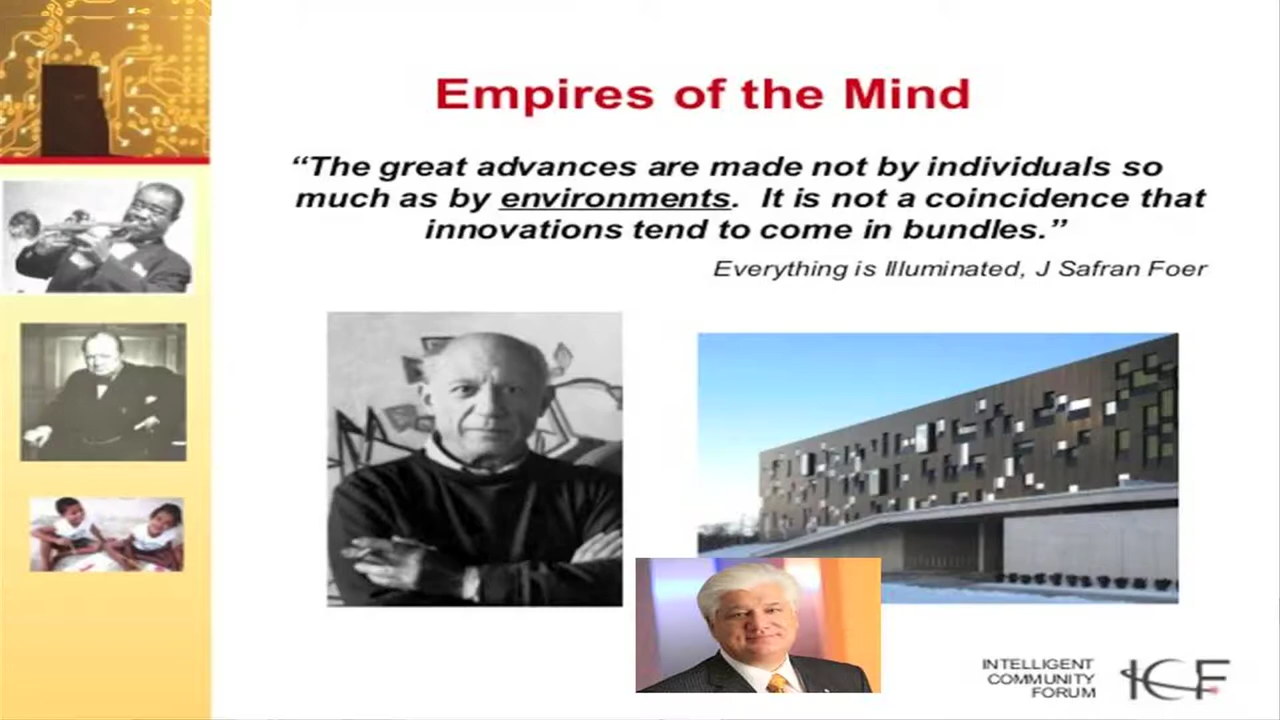 Empires of the Mind
“The great advances are made not by individuals so
much as by environments.  It is not a coincidence that
innovations tend to come in bundles.”
Everything is Illuminated, J Safran Foer
INTELLIGENT
COMMUNITY
FORUM
ICF